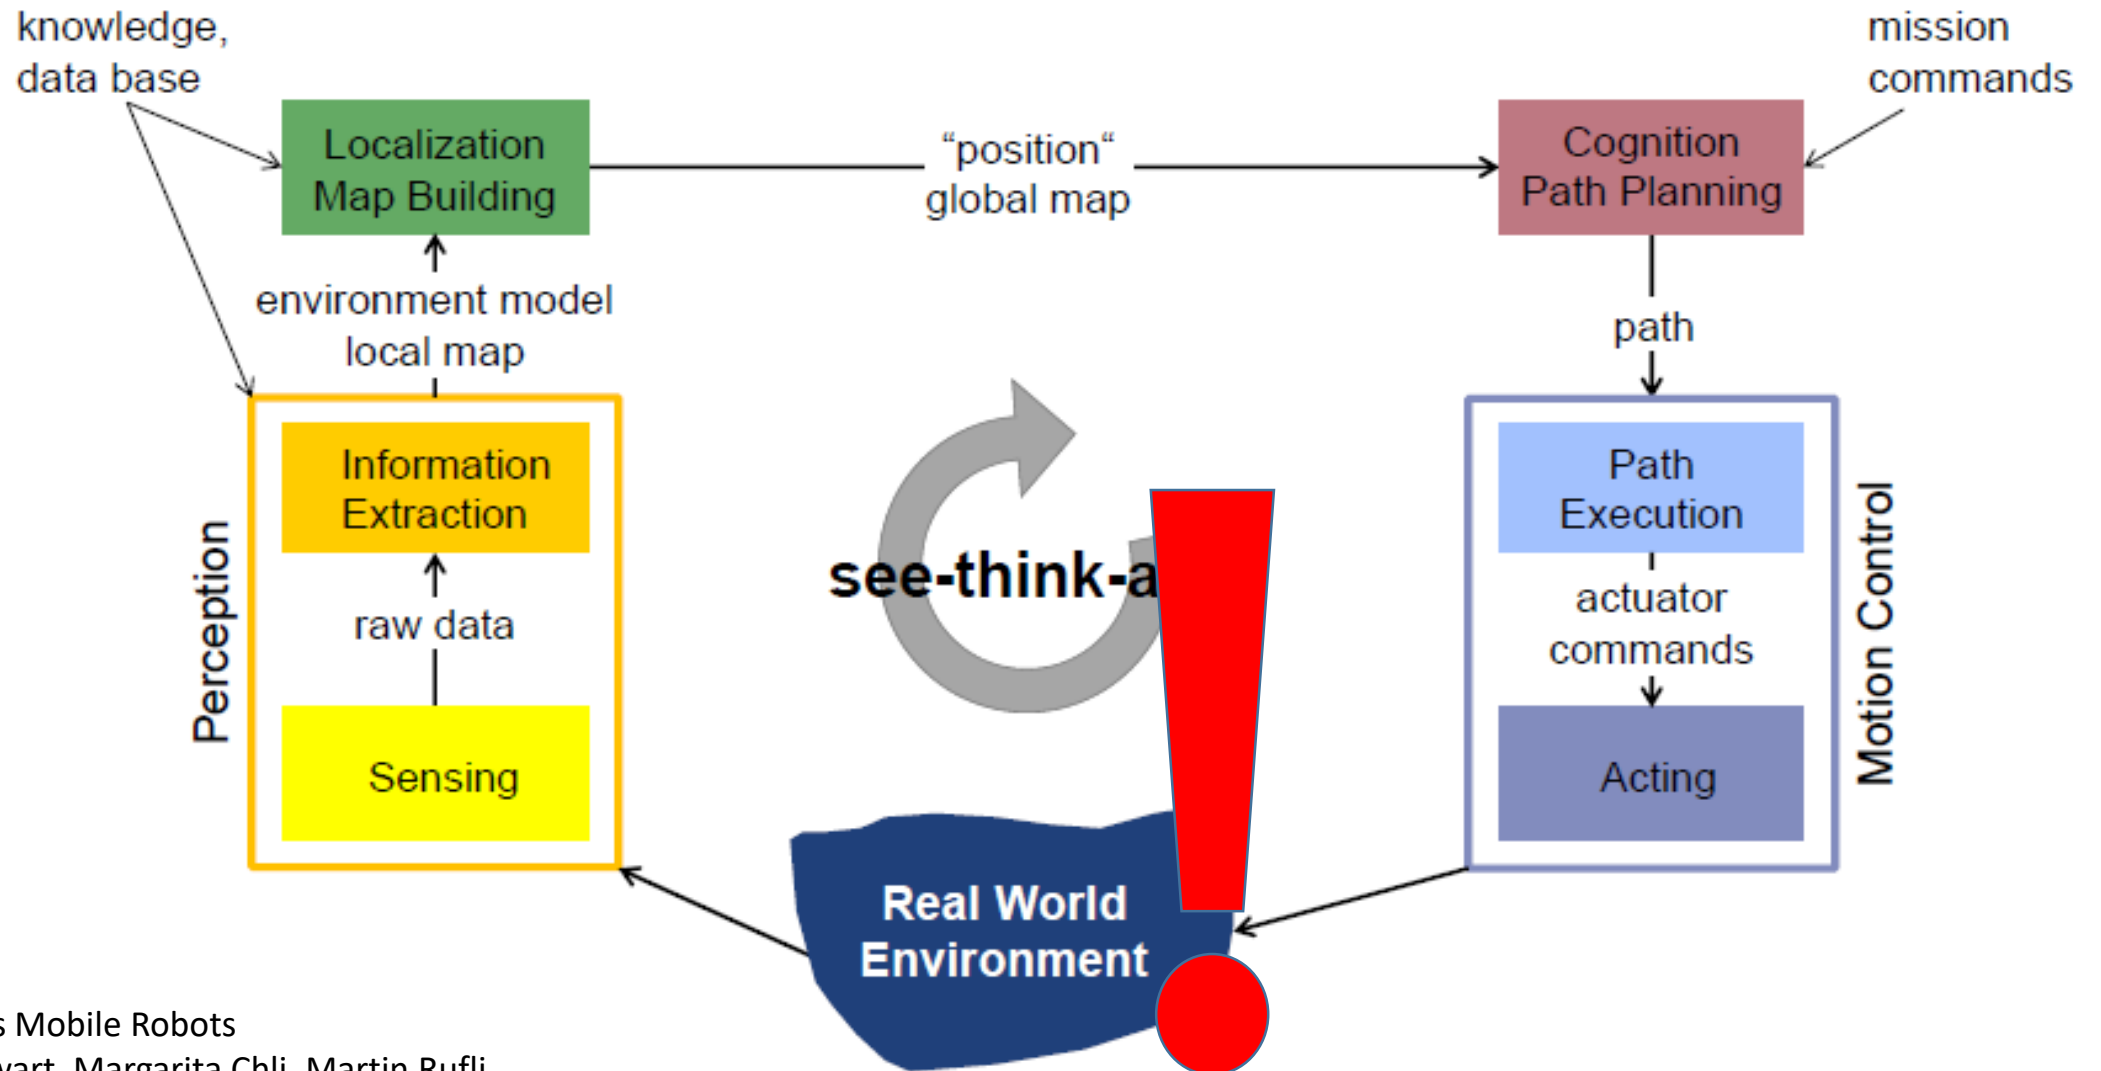 knowledge,
data base
mission
commands
Localization
Map Building
“position“
global map
Cognition
Path Planning
environment model
local map
path
Information
Extraction
raw data
Sensing
Perception
see-think-a
Path
Execution
actuator
commands
Acting
Motion Control
Real World
Environment
s Mobile Robots
wart, Margarita Chli, Martin Rufli